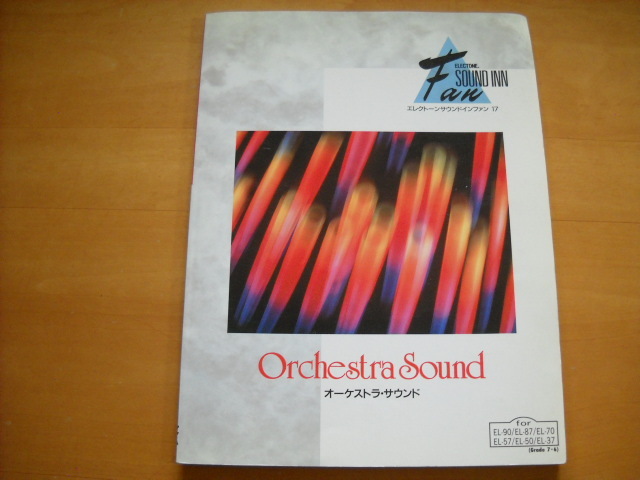 ELECTONE.
SOUND INN
Fan
エレクトーンサウンドインファン 17
Orchestra Sound
オーケストラ・サウンド
for
EL-90/EL-87/EL-70
EL-57/EL-50/EL-37
(Grade 7~6)